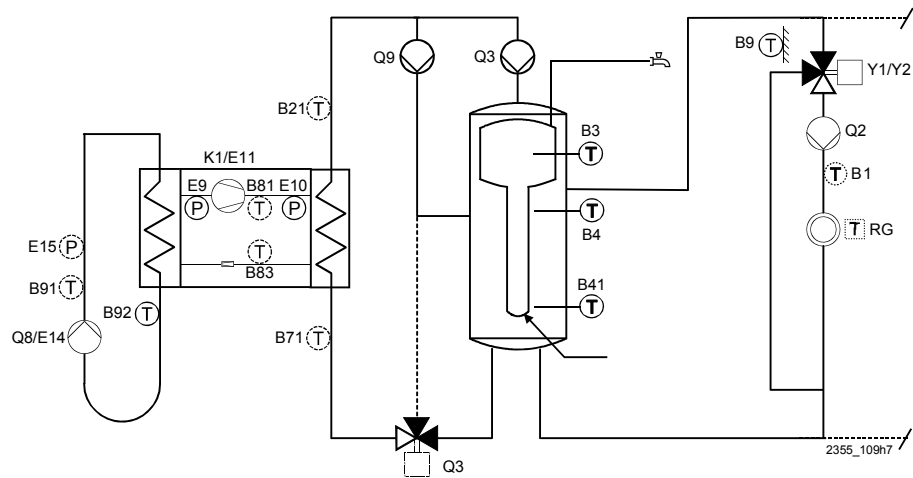 B9 T
Q9
Q3
Y1/Y2
B21 T
Q2
B3
T
K1/E11
T B1
E9 B81 E10
P T P
T
B4
T RG
E15 P
T
B83
B91 T
B41
T
B92 T
Q8/E14
B71 T
2355_109h7
Q3